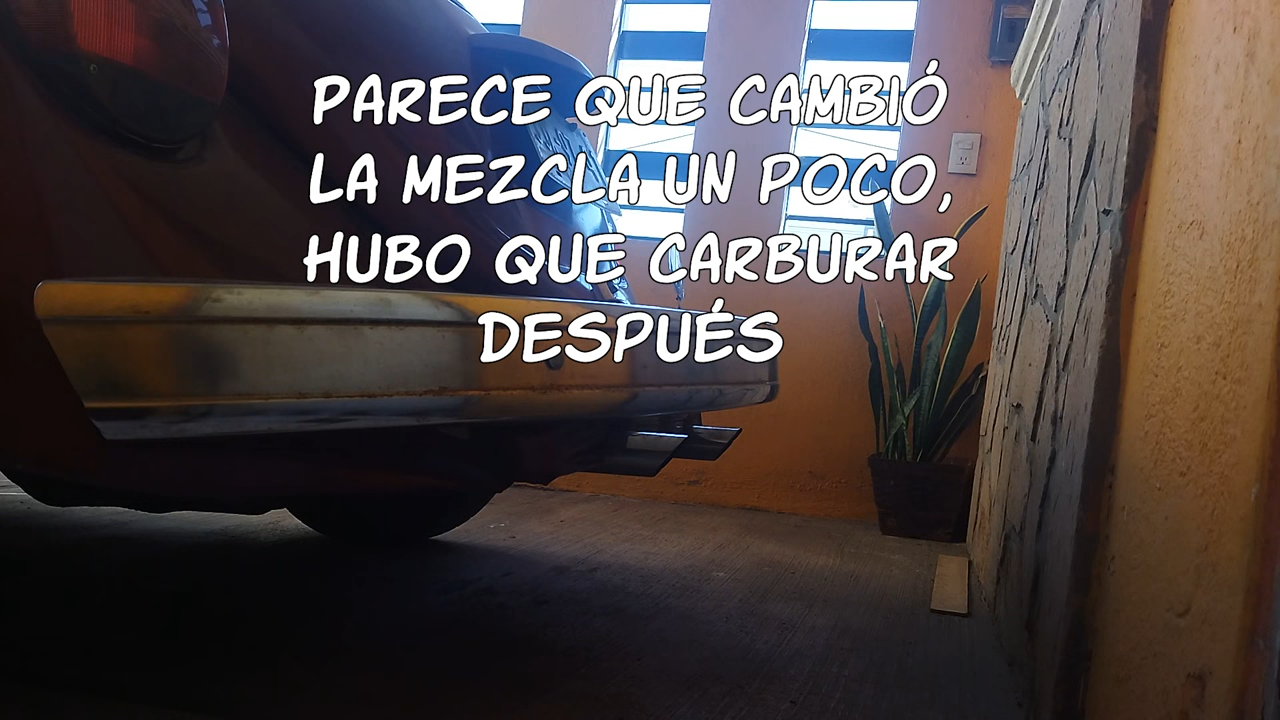 PARECE QUE CAMBIÓ
LA MEZCLA UN POCO,
HUBO QUE CARBURAR
DESPUÉS